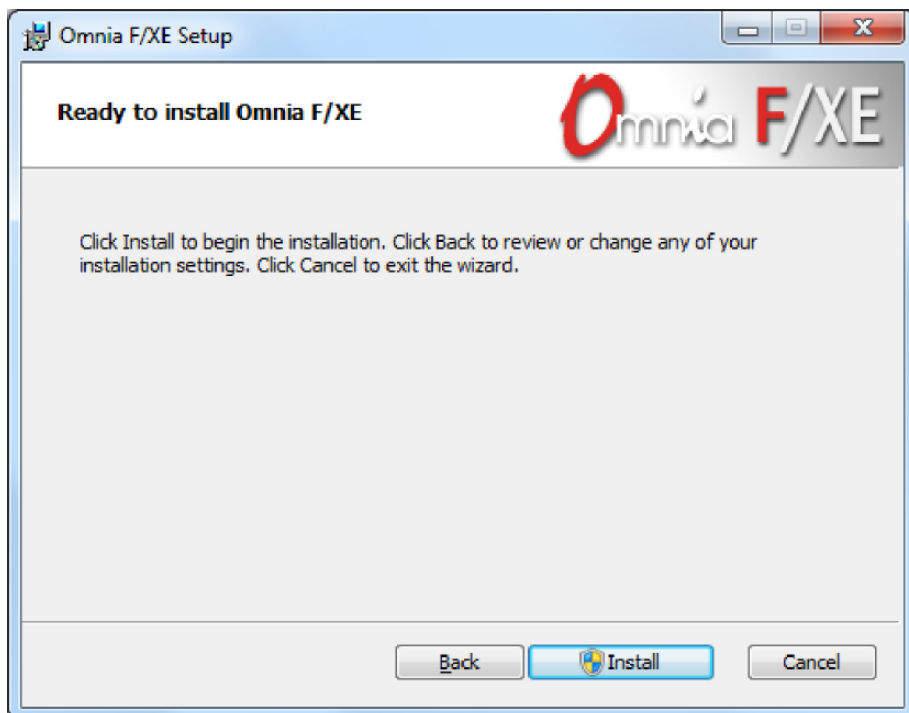 Omnia F/XE Setup
Ready to install Omnia F/XE
Omnia F/XE
Click Install to begin the installation. Click Back to review or change any of your
installation settings. Click Cancel to exit the wizard.
Back
Install
Cancel